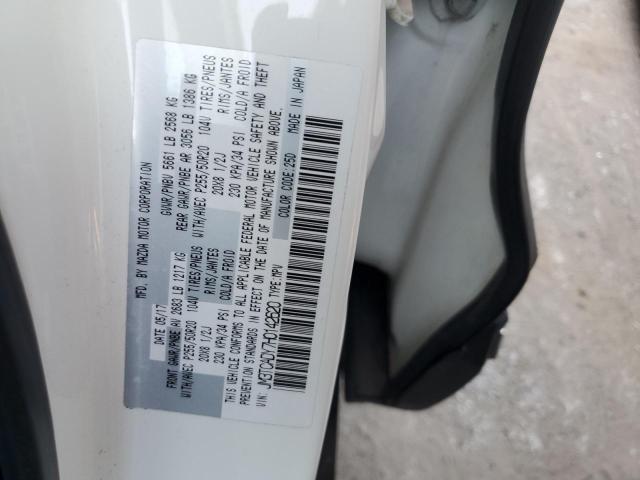 MFD. BY MAZDA MOTOR CORPORATION
DATE 05/17 GVWR/PNBV 5661 LB 2568 KG
FRONT GAWR/PNBE AV 2683 LB 1217 KG REAR GAWR/PNBE AR 3056 LB 1386 KG
WITH/AVEC P255/50R20 104V TIRES/PNEUS WITH/AVEC P255/50R20 104V TIRES/PNEUS
20X8 1/2J RIMS/JANTES 20X8 1/2J RIMS/JANTES
230 KPA/34 PSI COLD/A FROID 230 KPA/34 PSI COLD/A FROID
THIS VEHICLE CONFORMS TO ALL APPLICABLE FEDERAL MOTOR VEHICLE SAFETY AND THEFT
PREVENTION STANDARDS IN EFFECT ON THE DATE OF MANUFACTURE SHOWN ABOVE.
VIN: JM3TCADY7H0142620 TYPE:MPV COLOR CODE:25D MADE IN JAPAN